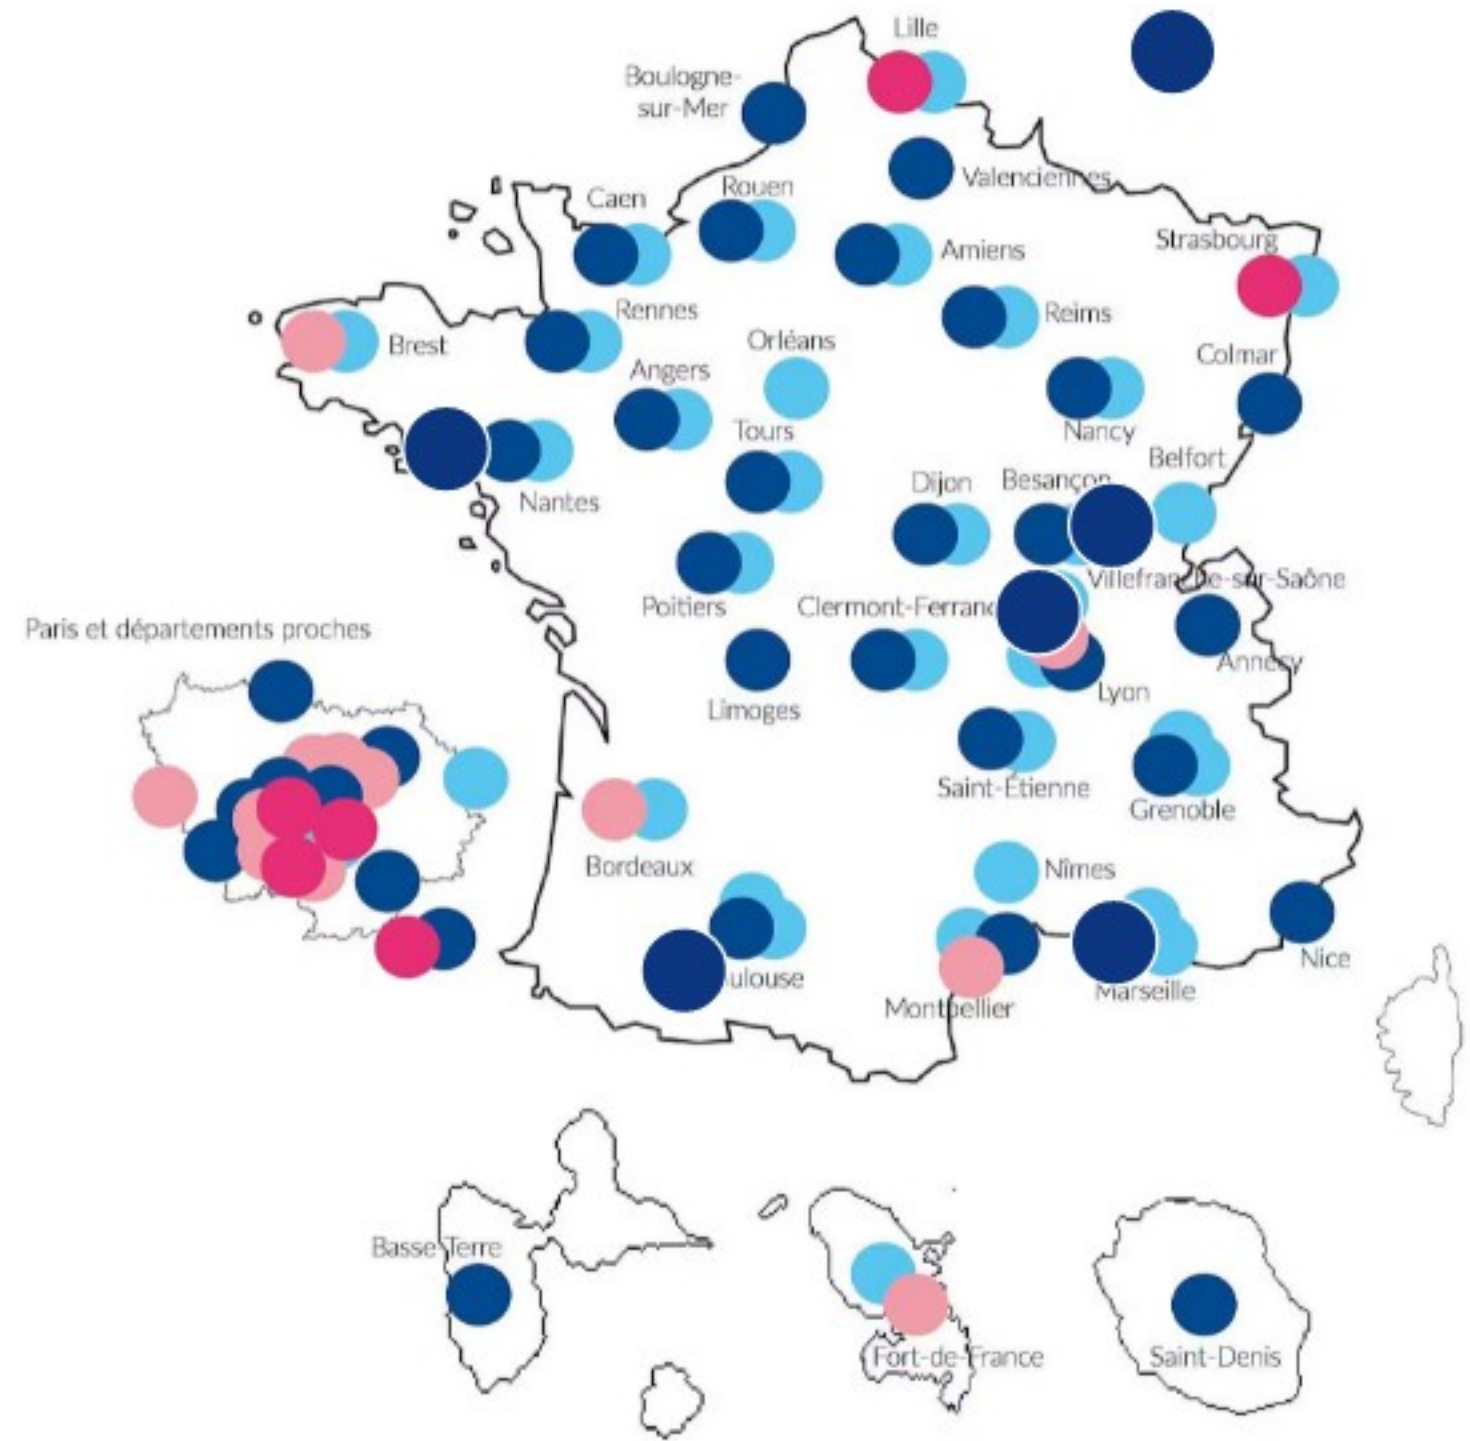 Lille
Boulogne-
sur-Mer
Valenciennes
Rouen
Caen
Strasbourg
Amiens
Rennes
Reims
Orléans
Brest
Colmar
Angers
Tours
Nancy
Belfort
Dijon
Besançon
Nantes
Villefranche-sur-Saône
Poitiers
Clermont-Ferrand
Paris et départements proches
Annecy
Lyon
Limoges
Saint-Étienne
Grenoble
Bordeaux
Nîmes
Nice
ulouse
Marseille
Montpellier
Basse-Terre
Fort-de-France
Saint-Denis